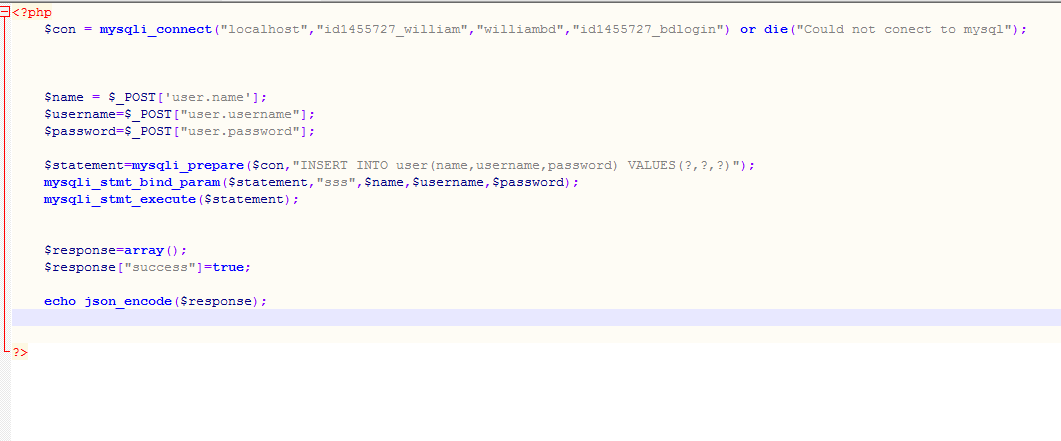 <?php
$con = mysqli_connect("localhost","id1455727_william","williambd","id1455727_bdlogin") or die("Could not conect to mysql");
$name = $_POST['user.name'];
$username=$_POST["user.username"];
$password=$_POST["user.password"];
$statement=mysqli_prepare($con,"INSERT INTO user(name,username,password) VALUES(?,?,?)");
mysqli_stmt_bind_param($statement,"sss",$name,$username,$password);
mysqli_stmt_execute($statement);
$response=array();
$response["success"]=true;
echo json_encode($response);
?>